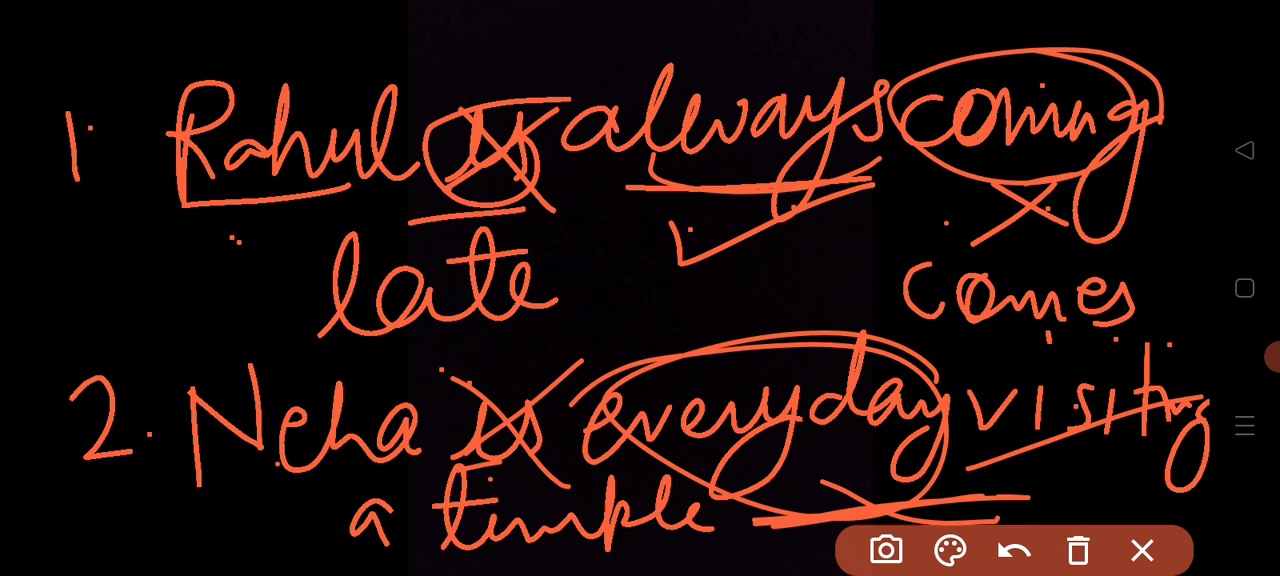 1. Rahul is always coming
late
comes
2. Neha is everyday visiting
a temple